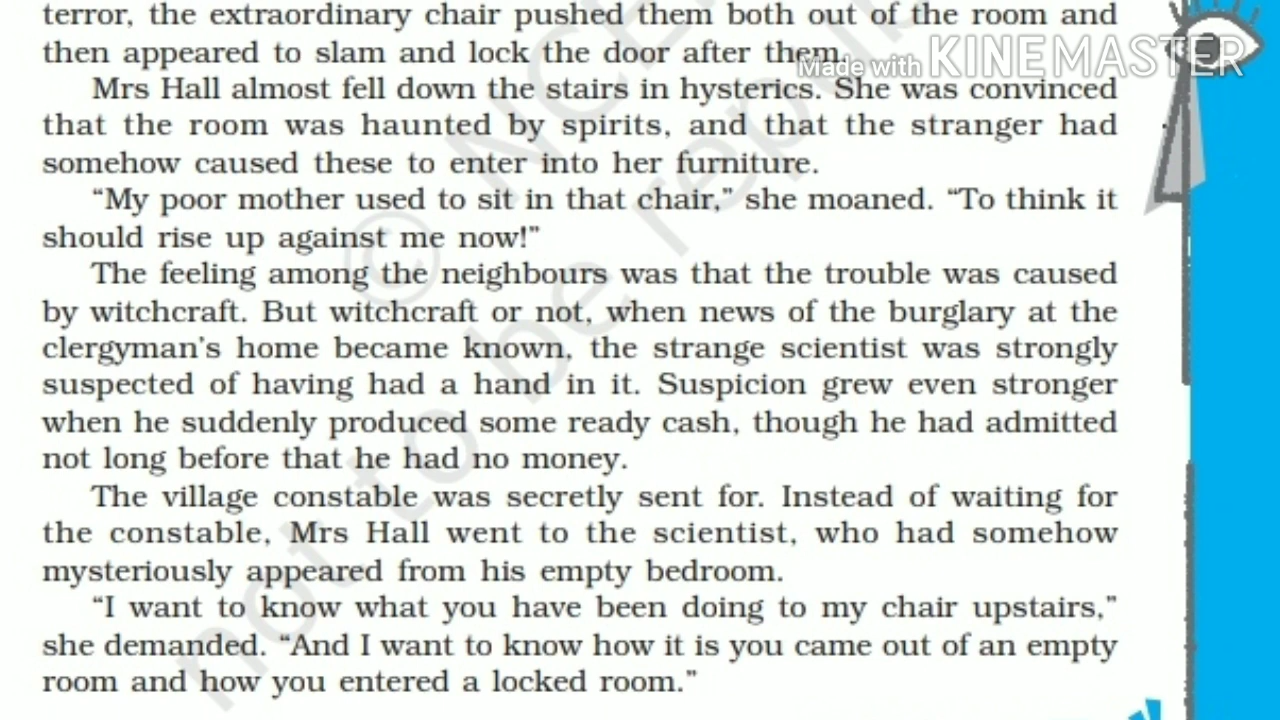 terror, the extraordinary chair pushed them both out of the room and
then appeared to slam and lock the door after them.
Made with KINEMASTER
Mrs Hall almost fell down the stairs in hysterics. She was convinced
that the room was haunted by spirits, and that the stranger had
somehow caused these to enter into her furniture.
“My poor mother used to sit in that chair,” she moaned. “To think it
should rise up against me now!”
The feeling among the neighbours was that the trouble was caused
by witchcraft. But witchcraft or not, when news of the burglary at the
clergyman’s home became known, the strange scientist was strongly
suspected of having had a hand in it. Suspicion grew even stronger
when he suddenly produced some ready cash, though he had admitted
not long before that he had no money.
The village constable was secretly sent for. Instead of waiting for
the constable, Mrs Hall went to the scientist, who had somehow
mysteriously appeared from his empty bedroom.
“I want to know what you have been doing to my chair upstairs,”
she demanded. “And I want to know how it is you came out of an empty
room and how you entered a locked room.”
© NCE
not to be republ